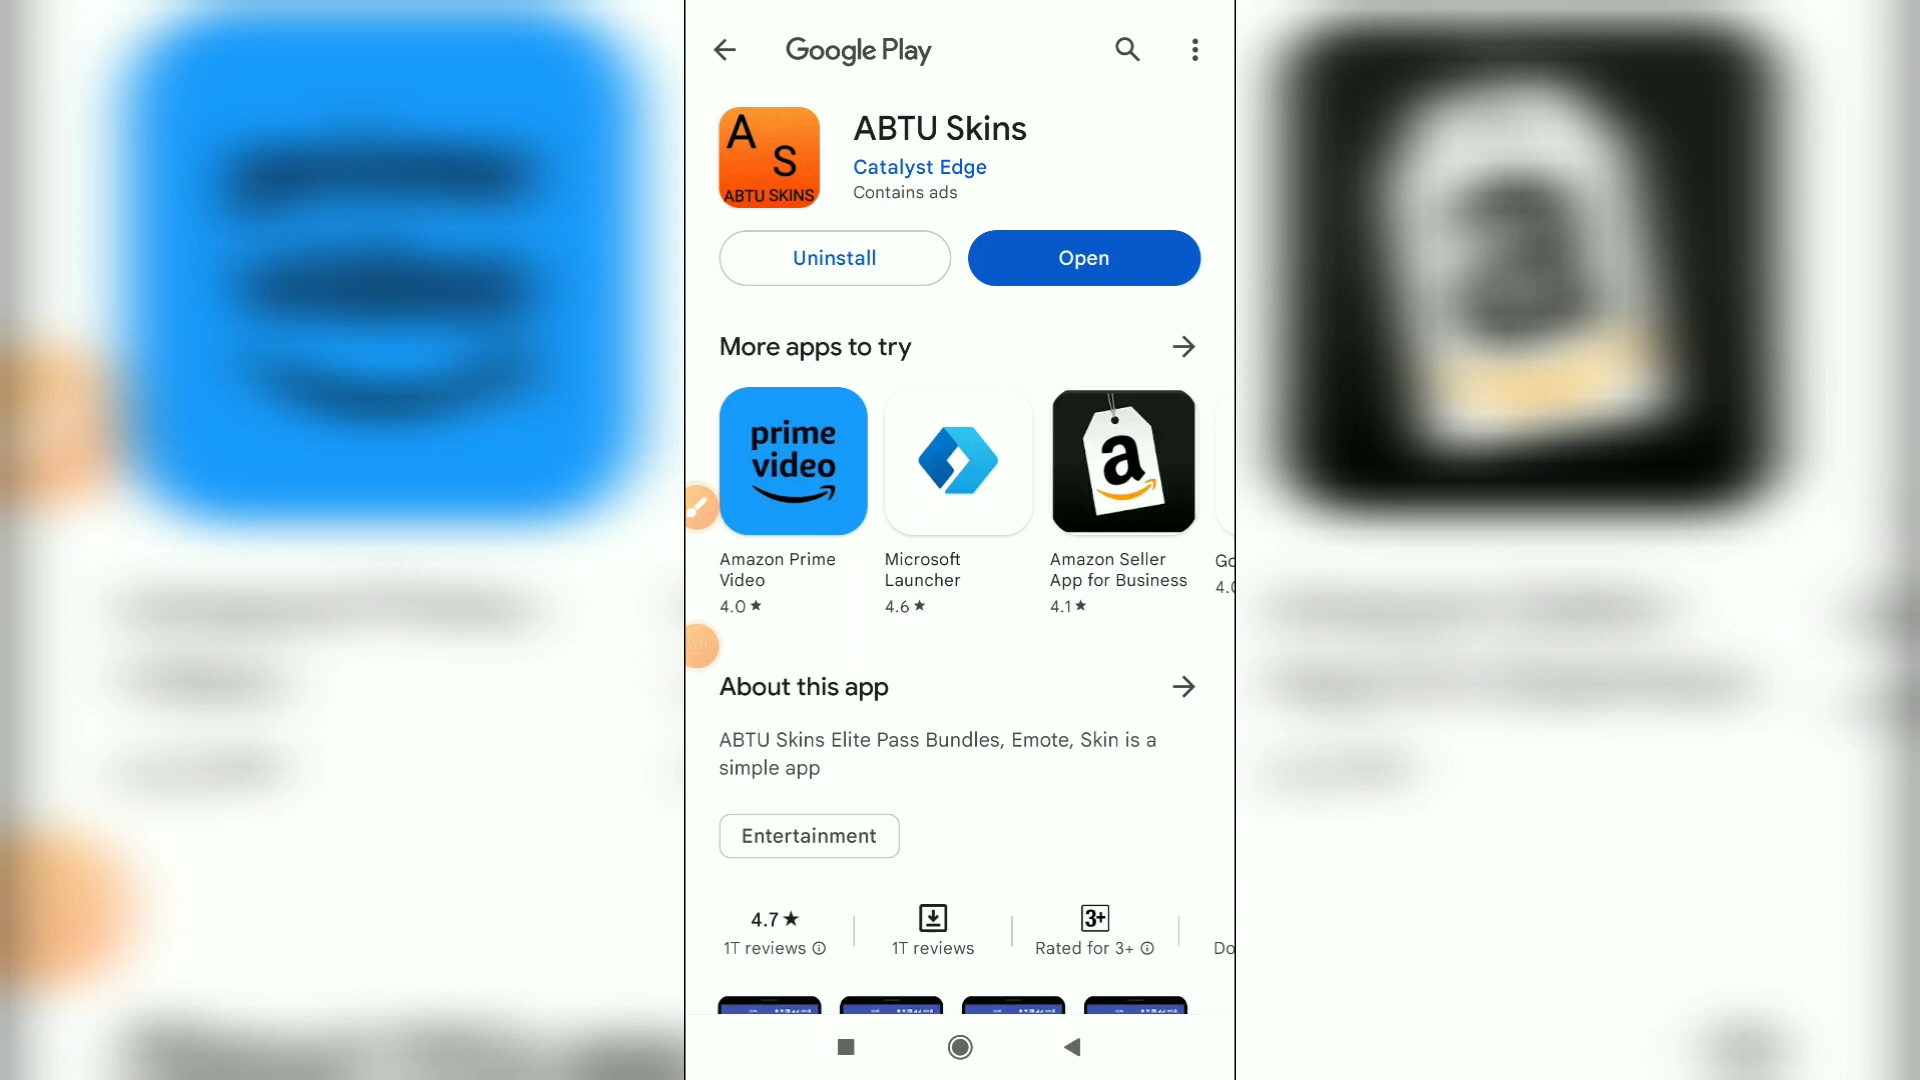 Google Play
A
S
ABTU SKINS
ABTU Skins
Catalyst Edge
Contains ads
Uninstall
Open
More apps to try
prime
video
a
Amazon Prime
Video
4.0 ★
Microsoft
Launcher
4.6 ★
Amazon Seller
App for Business
4.1 ★
Go
4.0
About this app
ABTU Skins Elite Pass Bundles, Emote, Skin is a
simple app
Entertainment
4.7 ★
1T reviews
1T reviews
3+
Rated for 3+
Do